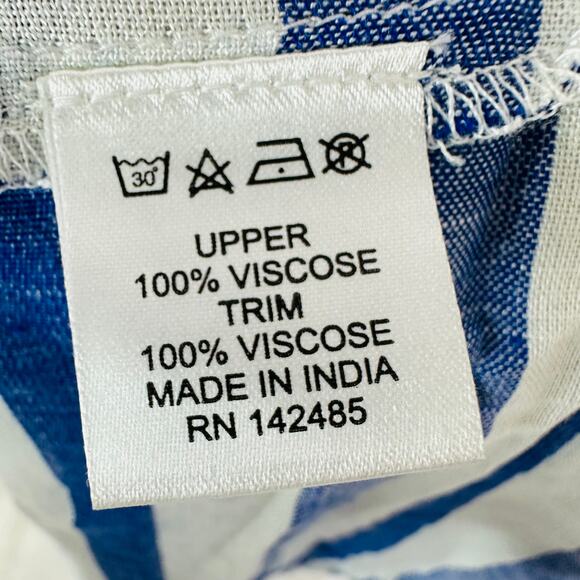 30°
UPPER
100% VISCOSE
TRIM
100% VISCOSE
MADE IN INDIA
RN 142485